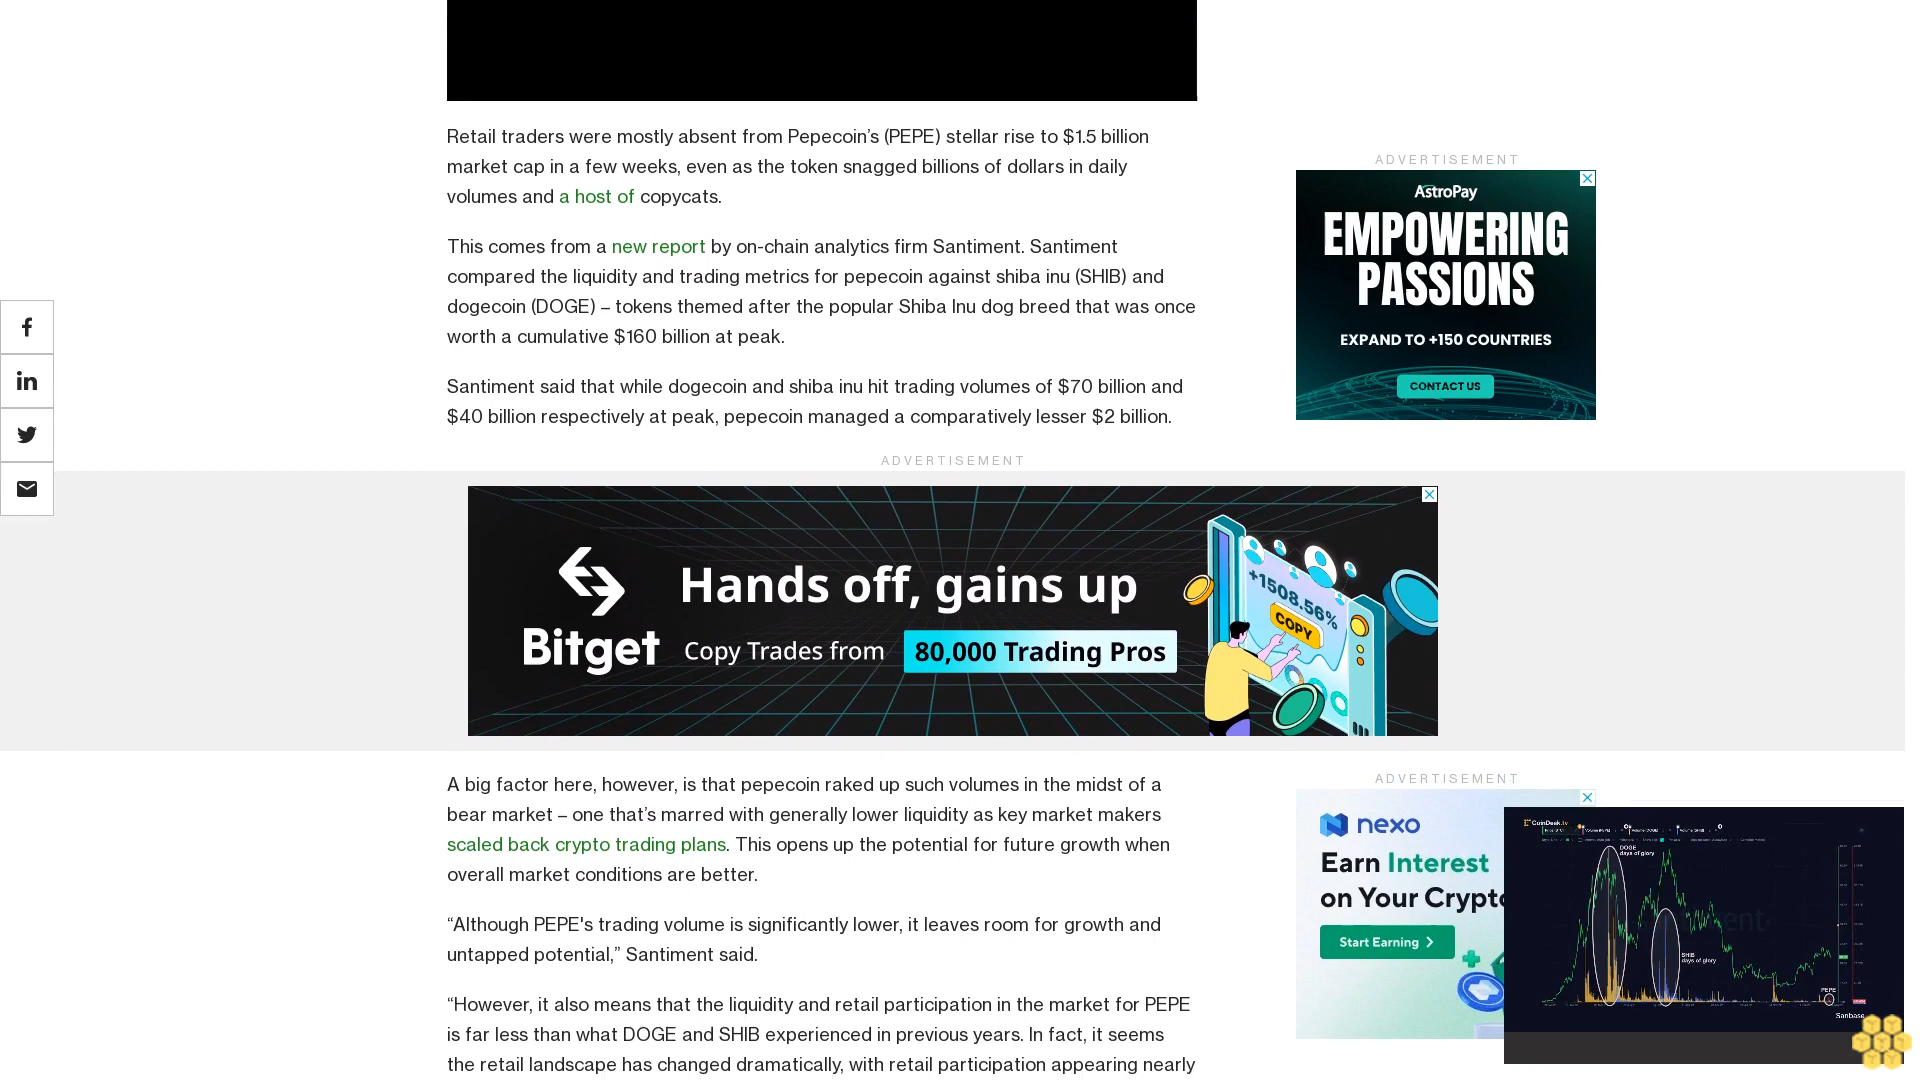 Retail traders were mostly absent from Pepecoin’s (PEPE) stellar rise to $1.5 billion
market cap in a few weeks, even as the token snagged billions of dollars in daily
volumes and a host of copycats.
This comes from a new report by on-chain analytics firm Santiment. Santiment
compared the liquidity and trading metrics for pepecoin against shiba inu (SHIB) and
dogecoin (DOGE) – tokens themed after the popular Shiba Inu dog breed that was once
worth a cumulative $160 billion at peak.
Santiment said that while dogecoin and shiba inu hit trading volumes of $70 billion and
$40 billion respectively at peak, pepecoin managed a comparatively lesser $2 billion.
ADVERTISEMENT
AstroPay
EMPOWERING
PASSIONS
EXPAND TO +150 COUNTRIES
CONTACT US
ADVERTISEMENT
Bitget
Hands off, gains up
Copy Trades from 80,000 Trading Pros
+1508.56%
COPY
A big factor here, however, is that pepecoin raked up such volumes in the midst of a
bear market – one that’s marred with generally lower liquidity as key market makers
scaled back crypto trading plans. This opens up the potential for future growth when
overall market conditions are better.
“Although PEPE's trading volume is significantly lower, it leaves room for growth and
untapped potential,” Santiment said.
“However, it also means that the liquidity and retail participation in the market for PEPE
is far less than what DOGE and SHIB experienced in previous years. In fact, it seems
the retail landscape has changed dramatically, with retail participation appearing nearly
ADVERTISEMENT
nexo
Earn Interest
on Your Crypto
Start Earning
CoinDesk.tv
DOGE
days of glory
SHIB
days of glory
PEPE
Sanbase